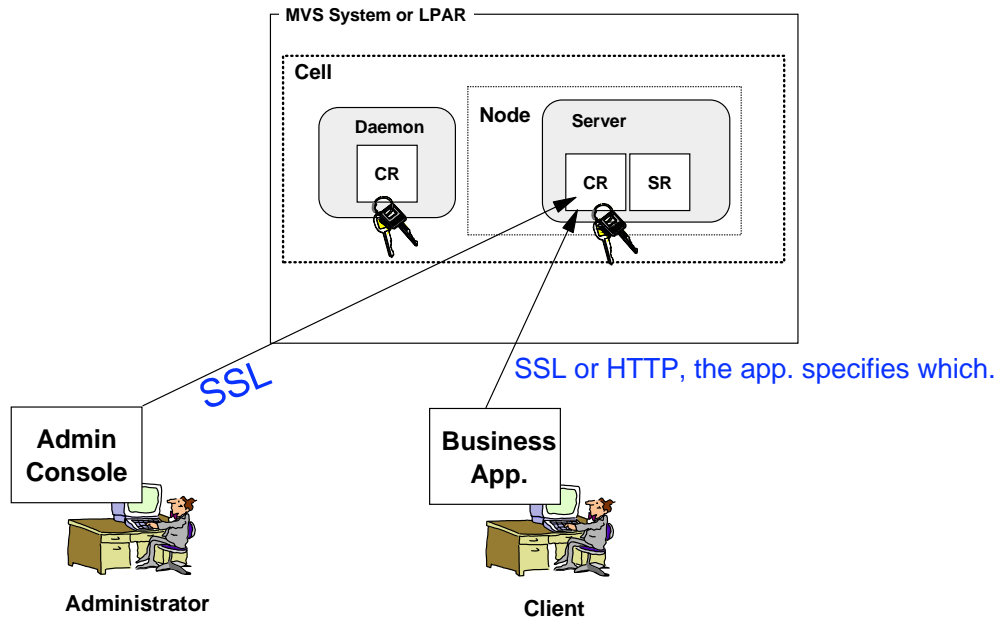 MVS System or LPAR
Cell
Daemon
CR
Node
Server
CR
SR
SSL
SSL or HTTP, the app. specifies which.
Admin
Console
Business
App.
Administrator
Client